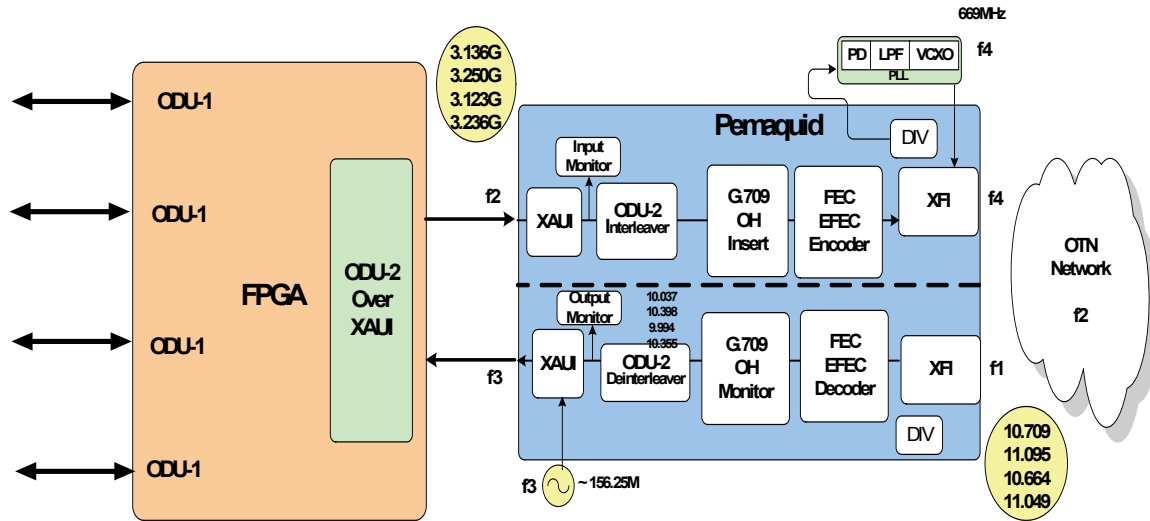 669MHz
3.136G
3.250G
3.123G
3.236G
PD LPF VCXO
PLL
f4
ODU-1
ODU-1
ODU-1
ODU-1
FPGA
ODU-2
Over
XAUI
Pemaquid
DIV
Input
Monitor
f2
XAUI
ODU-2
Interleaver
G.709
OH
Insert
FEC
EFEC
Encoder
XFI
f4
OTN
Network
f2
Output
Monitor
10.037
10.398
9.994
10.355
f3
XAUI
ODU-2
Deinterleaver
G.709
OH
Monitor
FEC
EFEC
Decoder
XFI
f1
DIV
f3
~ 156.25M
10.709
11.095
10.664
11.049